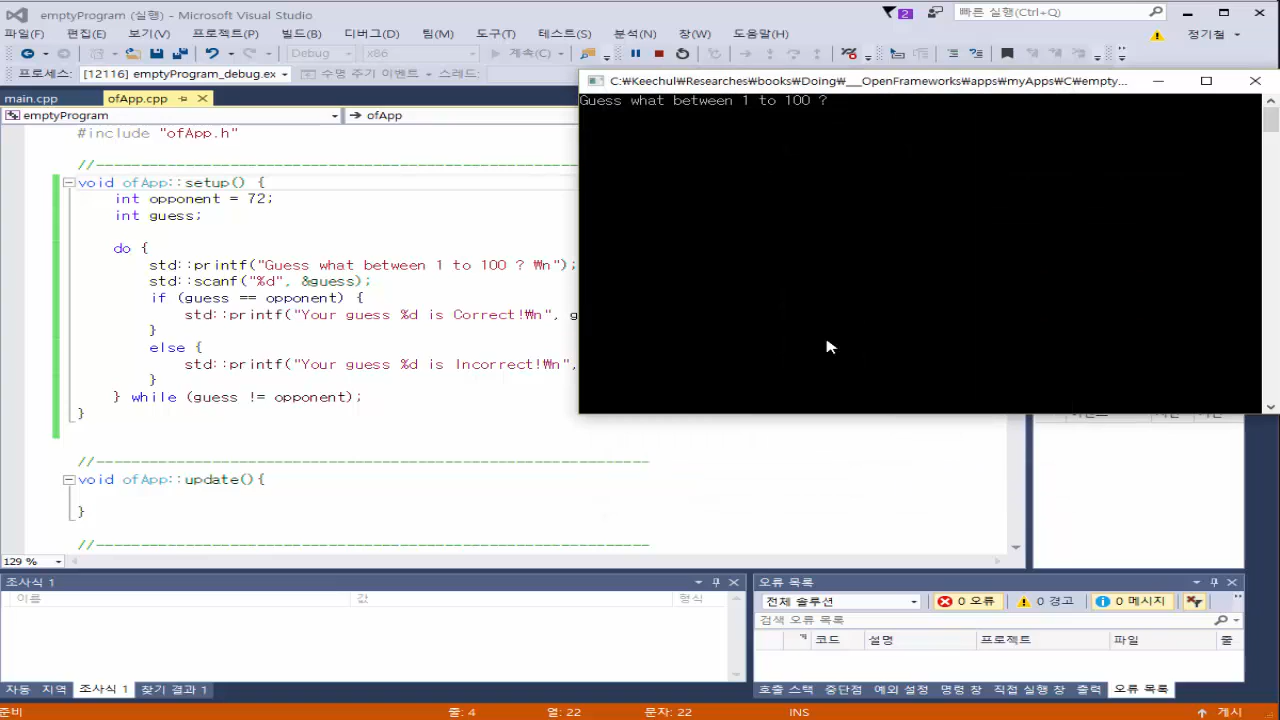 emptyProgram (실행) - Microsoft Visual Studio
2
빠른 실행(Ctrl+Q)
파일(F) 편집(E) 보기(V) 프로젝트(P) 빌드(B) 디버그(D) 팀(M) 도구(T) 테스트(S) 분석(N) 창(W) 도움말(H)
정기철
Debug x86 계속(C)
프로세스: [12116] emptyProgram_debug.ex 수명 주기 이벤트 스레드:
main.cpp ofApp.cpp
emptyProgram ofApp
C:₩Keechul₩Researches₩books₩Doing₩___OpenFrameworks₩apps₩myApps₩C₩empty...
Guess what between 1 to 100 ?
#include "ofApp.h"
//----------------------------------------------------------------
void ofApp::setup() {
int opponent = 72;
int guess;
do {
std::printf("Guess what between 1 to 100 ? ₩n");
std::scanf("%d", &guess);
if (guess == opponent) {
std::printf("Your guess %d is Correct!₩n", g
}
else {
std::printf("Your guess %d is Incorrect!₩n",
}
} while (guess != opponent);
}
//----------------------------------------------------------------
void ofApp::update(){
}
//----------------------------------------------------------------
129 %
조사식 1
이름 값 형식
오류 목록
전체 솔루션 0 오류 0 경고 0 메시지
검색 오류 목록
코드 설명 프로젝트 파일 줄
자동 지역 조사식 1 찾기 결과 1
호출 스택 중단점 예외 설정 명령 창 직접 실행 창 출력 오류 목록
준비 줄: 4 열: 22 문자: 22 INS 게시